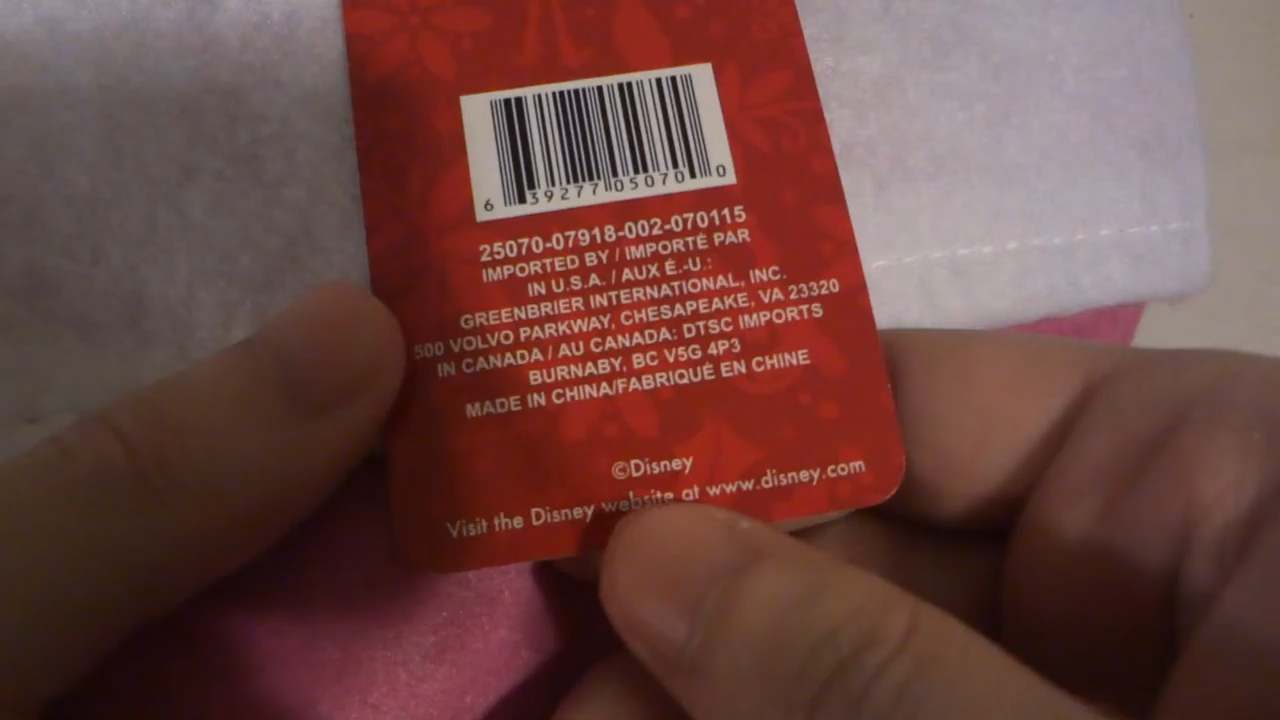 6 39277 05070 0
25070-07918-002-070115
IMPORTED BY / IMPORTÉ PAR
IN U.S.A. / AUX É.-U.:
GREENBRIER INTERNATIONAL, INC.
500 VOLVO PARKWAY, CHESAPEAKE, VA 23320
IN CANADA / AU CANADA: DTSC IMPORTS
BURNABY, BC V5G 4P3
MADE IN CHINA/FABRIQUÉ EN CHINE
©Disney
Visit the Disney website at www.disney.com